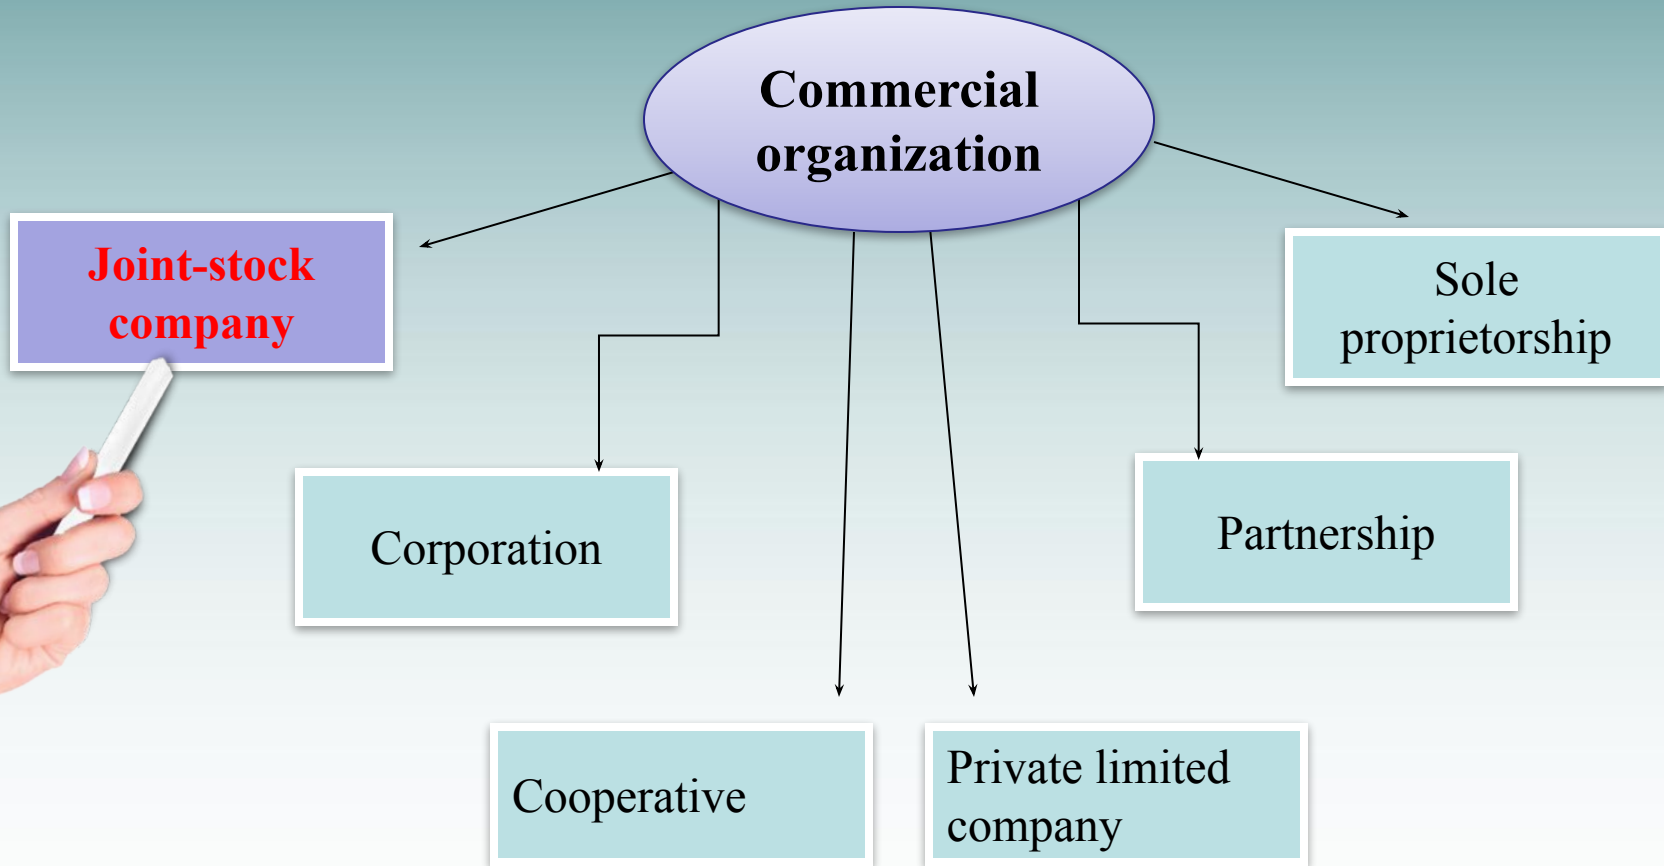 Commercial
organization
Joint-stock
company
Sole
proprietorship
Corporation
Partnership
Cooperative
Private limited
company